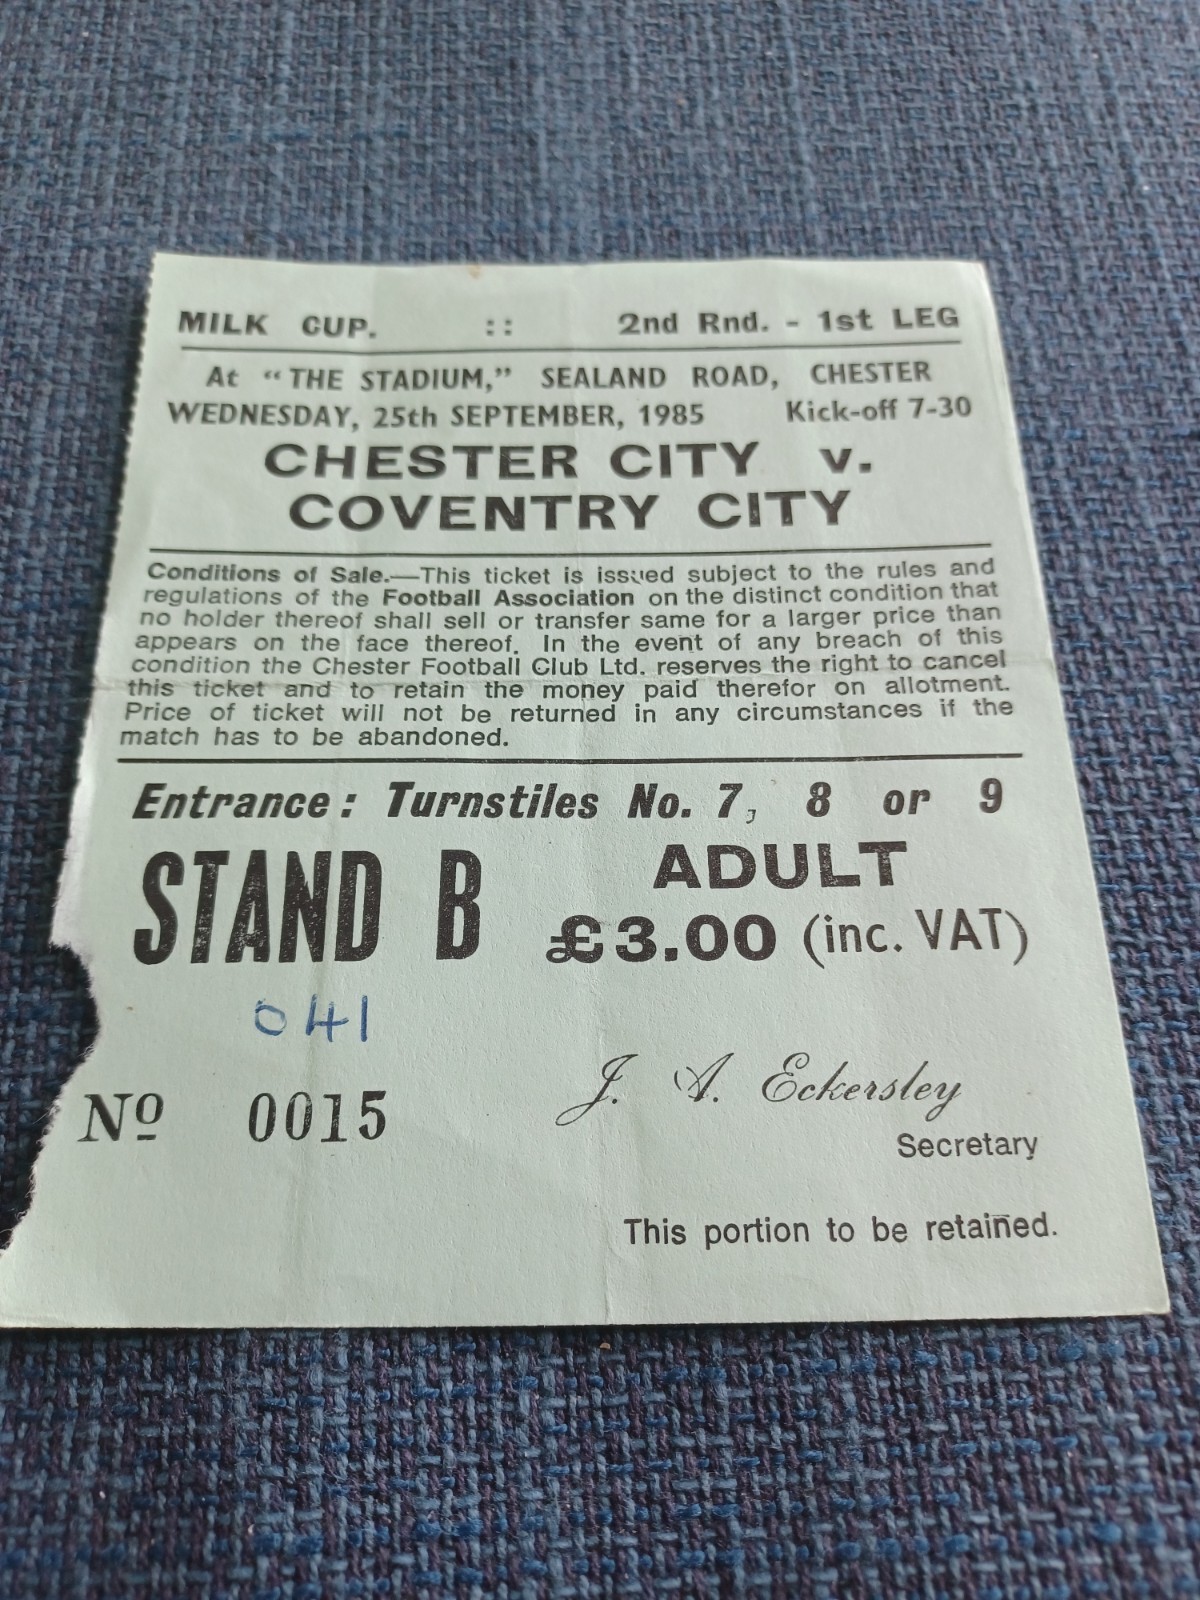 MILK CUP. :: 2nd Rnd. - 1st LEG
At "THE STADIUM," SEALAND ROAD, CHESTER
WEDNESDAY, 25th SEPTEMBER, 1985 Kick-off 7-30
CHESTER CITY v.
COVENTRY CITY
Conditions of Sale.—This ticket is issued subject to the rules and
regulations of the Football Association on the distinct condition that
no holder thereof shall sell or transfer same for a larger price than
appears on the face thereof. In the event of any breach of this
condition the Chester Football Club Ltd. reserves the right to cancel
this ticket and to retain the money paid therefor on allotment.
Price of ticket will not be returned in any circumstances if the
match has to be abandoned.
Entrance: Turnstiles No. 7, 8 or 9
STAND B ADULT
£3.00 (inc. VAT)
041
Nº 0015
J. A. Eckersley
Secretary
This portion to be retained.